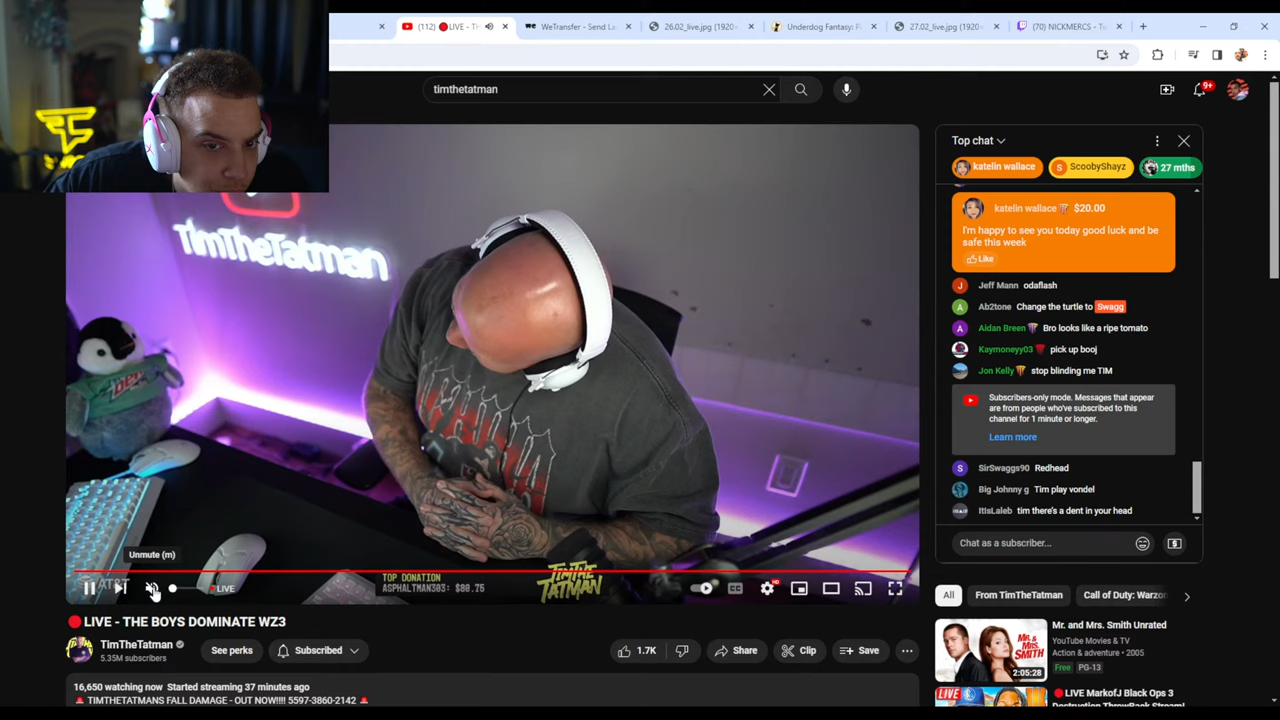 (112) 🔴LIVE - T
WeTransfer - Send La
26.02_live.jpg (1920×
Underdog Fantasy: F
27.02_live.jpg (1920×
(70) NICKMERCS - T
timthetatman
9+
TimTheTatman
Top chat
katelin wallace
ScoobyShayz
27 mths
katelin wallace $20.00
I'm happy to see you today good luck and be
safe this week
Like
Jeff Mann odaflash
Ab2tone Change the turtle to Swagg
Aidan Breen Bro looks like a ripe tomato
Kaymoneyy03 pick up booj
Jon Kelly stop blinding me TIM
Subscribers-only mode. Messages that appear
are from people who've subscribed to this
channel for 1 minute or longer.
Learn more
SirSwaggs90 Redhead
Big Johnny g Tim play vondel
ItIsLaleb tim there's a dent in your head
Chat as a subscriber...
Unmute (m)
AT&T
LIVE
TOP DONATION
ASPHALTMAN303: $80.75
TIMTHE
TATMAN
HD
🔴LIVE - THE BOYS DOMINATE WZ3
TimTheTatman
5.35M subscribers
See perks
Subscribed
1.7K
Share
Clip
Save
16,650 watching now Started streaming 37 minutes ago
🚨 TIMTHETATMANS FALL DAMAGE - OUT NOW!!!! 5597-3860-2142 🚨
All
From TimTheTatman
Call of Duty: Warzo
Mr. and Mrs. Smith Unrated
YouTube Movies & TV
Action & adventure • 2005
Free PG-13
2:05:28
🔴LIVE MarkofJ Black Ops 3
Destruction ThrowBack Stream!